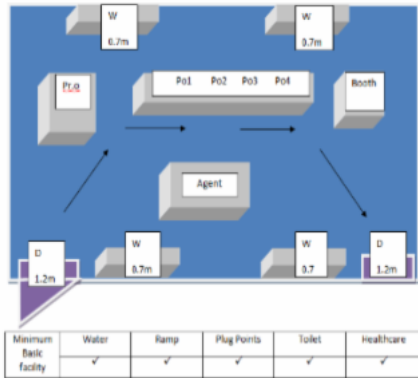 W
0.7m
W
0.7m
Pr.o
Po1 Po2 Po3 Po4
Booth
Agent
D
1.2m
W
0.7m
W
0.7
D
1.2m
Minimum Basic facility Water Ramp Plug Points Toilet Healthcare
✓ ✓ ✓ ✓ ✓